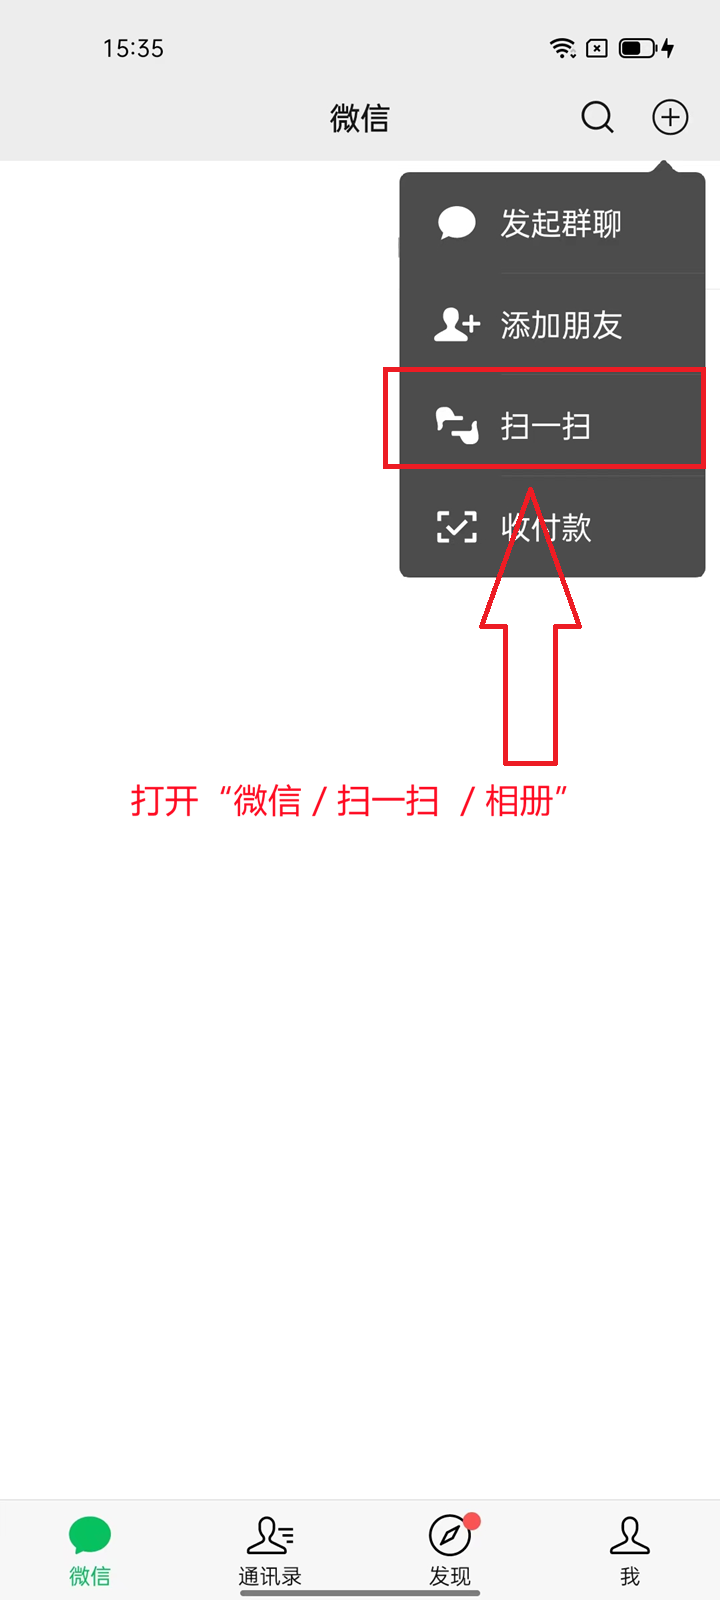 15:35
微信
发起群聊
添加朋友
扫一扫
收付款
打开“微信 / 扫一扫 / 相册”
微信
通讯录
发现
我